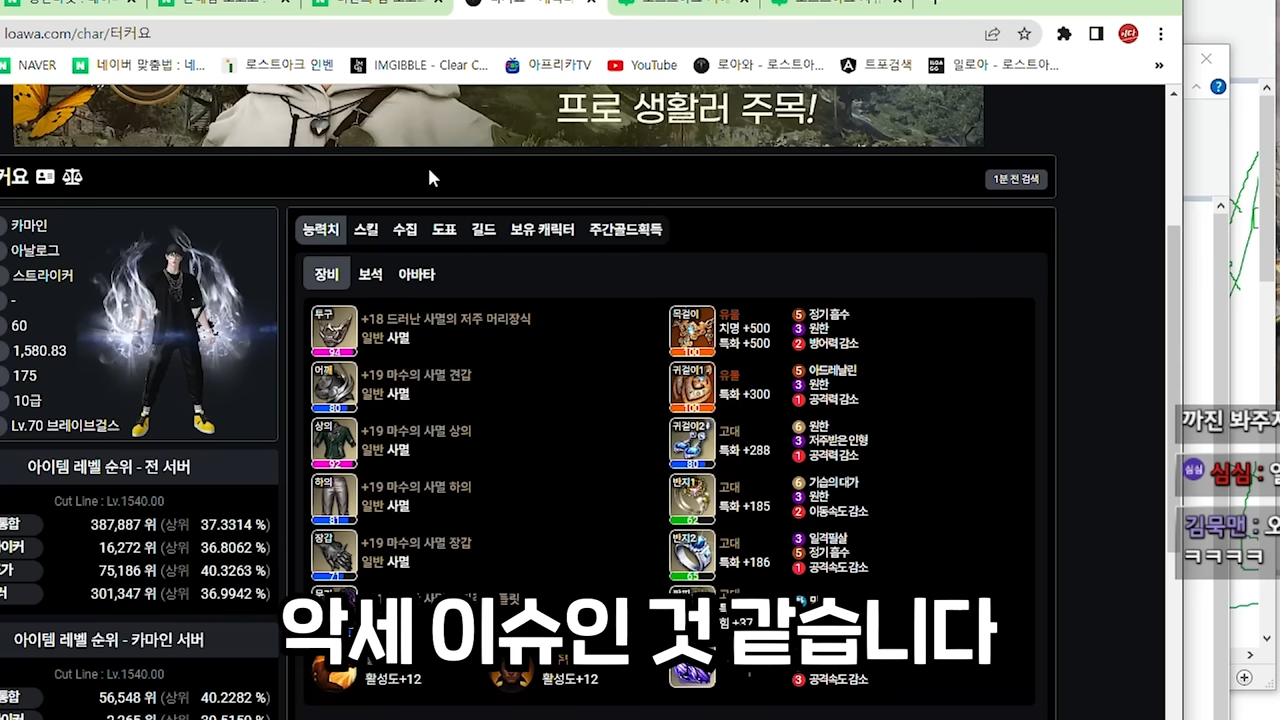 loawa.com/char/터커요
NAVER
네이버 맞춤법 : 네...
로스트아크 인벤
IMGIBBLE - Clear C...
아프리카TV
YouTube
로아와 - 로스트아...
트포검색
일로아 - 로스트아...
»
프로 생활러 주목!
커요
1분 전 검색
카마인
아날로그
스트라이커
-
60
1,580.83
175
10급
Lv.70 브레이브걸스
능력치 스킬 수집 도표 길드 보유 캐릭터 주간골드획득
장비 보석 아바타
투구
94
+18 드러난 사멸의 저주 머리장식
일반 사멸
목걸이
100
유물
치명 +500
특화 +500
5 정기 흡수
3 원한
2 방어력 감소
어깨
80
+19 마수의 사멸 견갑
일반 사멸
귀걸이1
100
유물
특화 +300
5 아드레날린
3 원한
1 공격력 감소
상의
92
+19 마수의 사멸 상의
일반 사멸
귀걸이2
80
고대
특화 +288
6 원한
3 저주받은 인형
1 공격력 감소
하의
81
+19 마수의 사멸 하의
일반 사멸
반지1
62
고대
특화 +185
6 기습의 대가
3 원한
2 이동속도 감소
장갑
71
+19 마수의 사멸 장갑
일반 사멸
반지2
65
고대
특화 +186
3 일격필살
5 정기 흡수
1 공격속도 감소
힘 +37
활성도+12
활성도+12
3 공격속도 감소
아이템 레벨 순위 - 전 서버
Cut Line : Lv.1540.00
통합 387,887 위 (상위 37.3314 %)
이커 16,272 위 (상위 36.8062 %)
가 75,186 위 (상위 40.3263 %)
러 301,347 위 (상위 36.9942 %)
아이템 레벨 순위 - 카마인 서버
Cut Line : Lv.1540.00
통합 56,548 위 (상위 40.2282 %)
악세 이슈인 것 같습니다
까진 봐주
심심 심심 :
김묵맨 : 오
ㅋㅋㅋㅋ